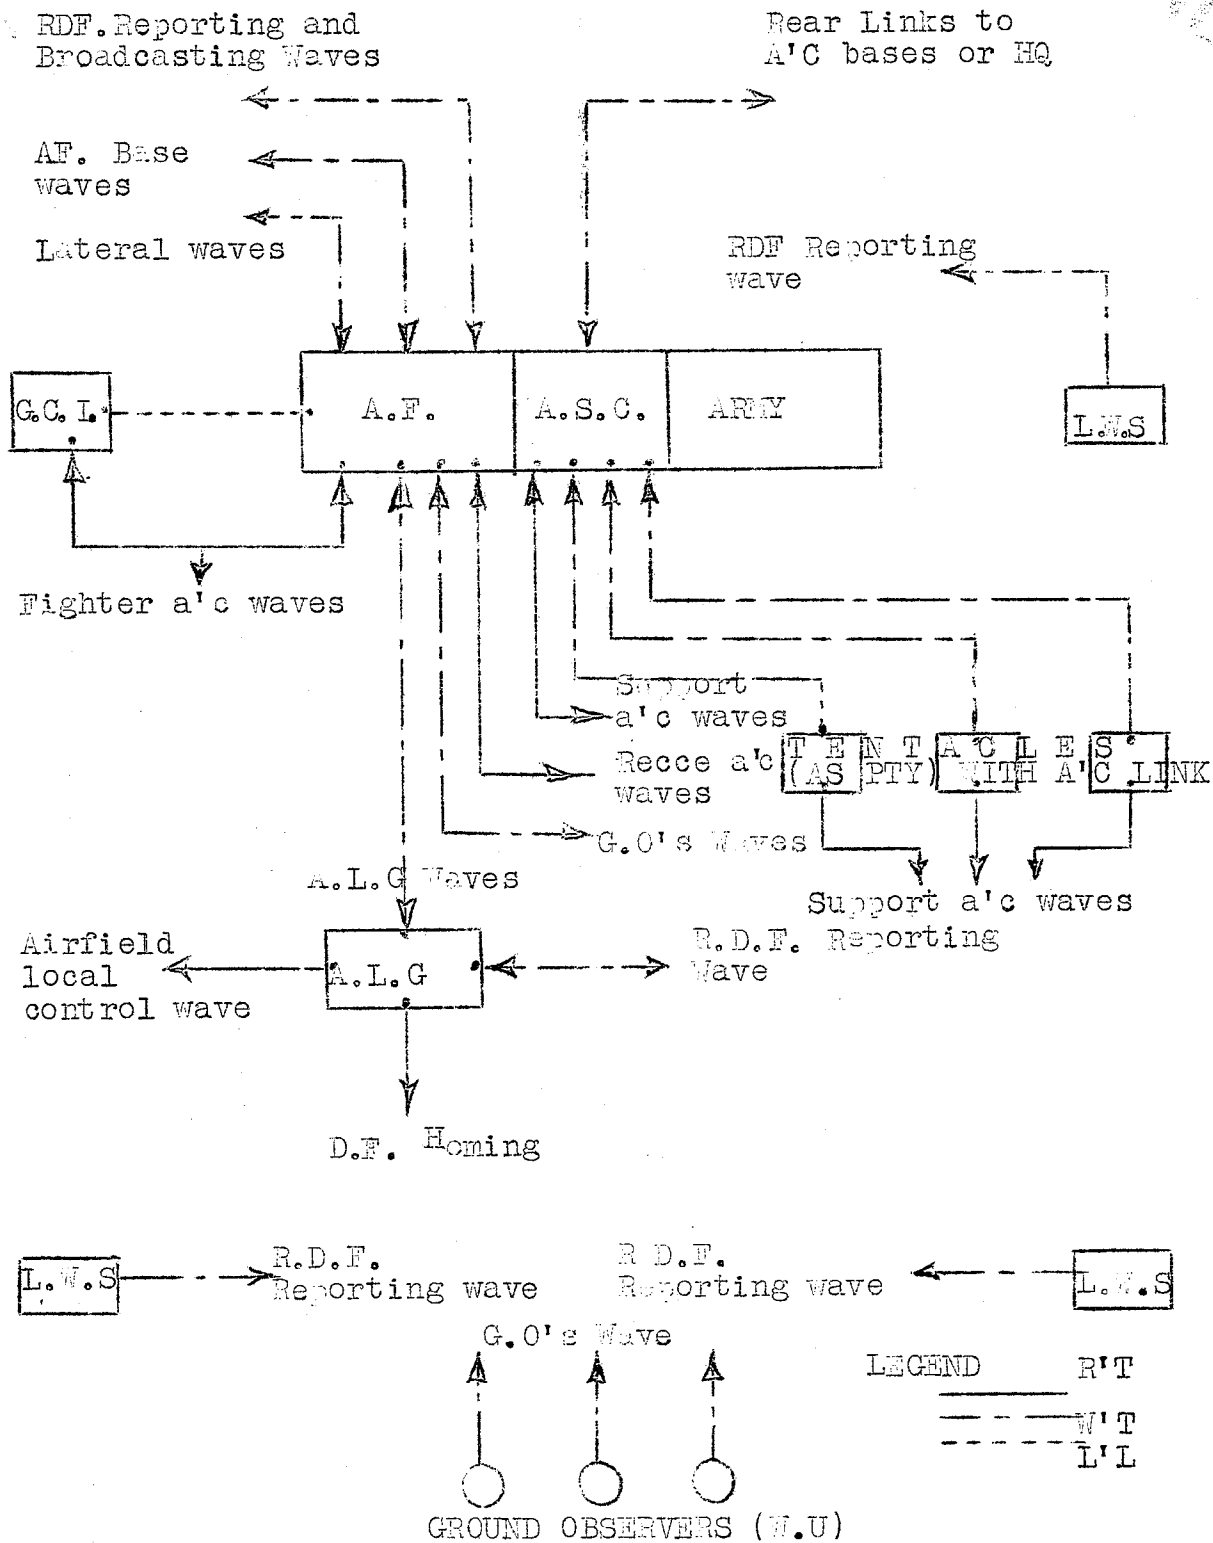 RDF.Reporting and
Broadcasting Waves
Rear Links to
A'C bases or HQ
AF. Base
waves
Lateral waves
RDF Reporting
wave
G.C.I.
A.F.
A.S.C.
ARMY
L.W.S
Fighter a'c waves
Support
a'c waves
Recce a'c
waves
TENTACLES
(AS PTY) WITH A'C LINK
G.O's Waves
A.L.G Waves
Support a'c waves
Airfield
local
control wave
A.L.G
R.D.F. Reporting
Wave
D.F. Homing
L.W.S
R.D.F.
Reporting wave
R D.F.
Reporting wave
L.W.S
G.O's Wave
LEGEND
R'T
W'T
L'L
GROUND OBSERVERS (W.U)